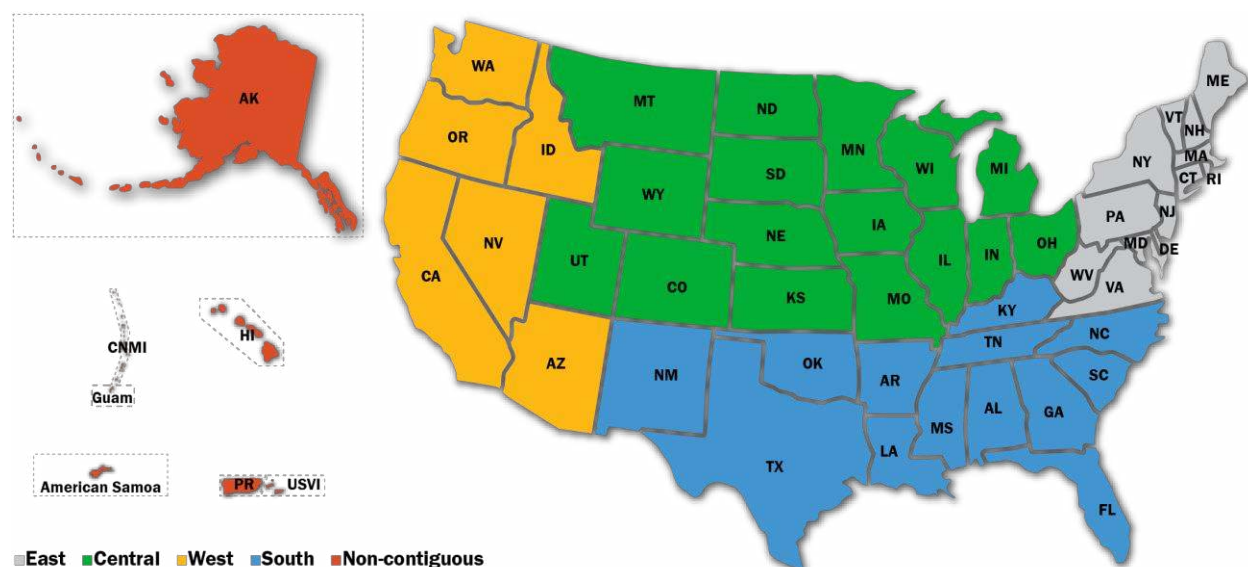 AK
WA
OR
ID
MT
ND
MN
WI
MI
ME
VT
NH
NY
MA
CT
RI
WY
SD
IA
NE
PA
NJ
MD
DE
OH
IN
IL
WV
VA
NV
CA
UT
CO
KS
MO
KY
AZ
NM
OK
AR
TN
NC
SC
MS
AL
GA
LA
TX
FL
CNMI
Guam
HI
American Samoa
PR
USVI
East Central West South Non-contiguous